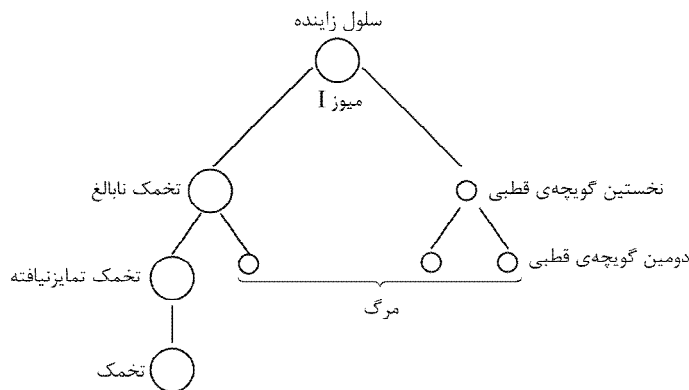 سلول زاینده
میوز I
نخستین گویچه‌ی قطبی
تخمک نابالغ
دومین گویچه‌ی قطبی
تخمک تمایزنیافته
مرگ
تخمک